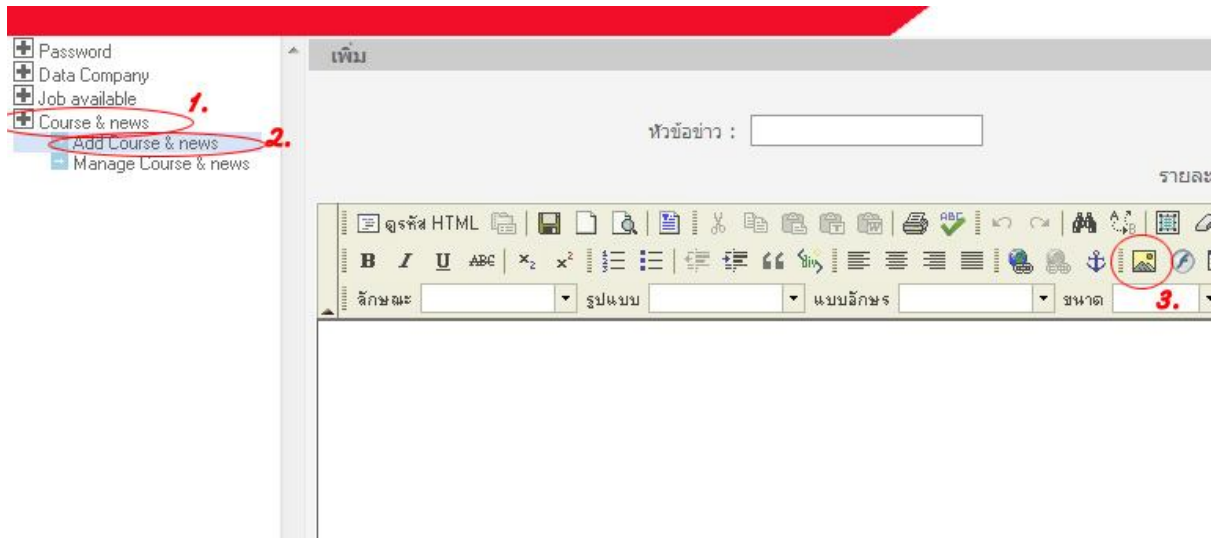 Password
Data Company
Job available
1.
Course & news
Add Course & news
2.
Manage Course & news
เพิ่ม
หัวข้อข่าว :
รายละ
ดูรหัส HTML
ABC
B I U ABC x₂ x²
ลักษณะ รูปแบบ แบบอักษร ขนาด
3.